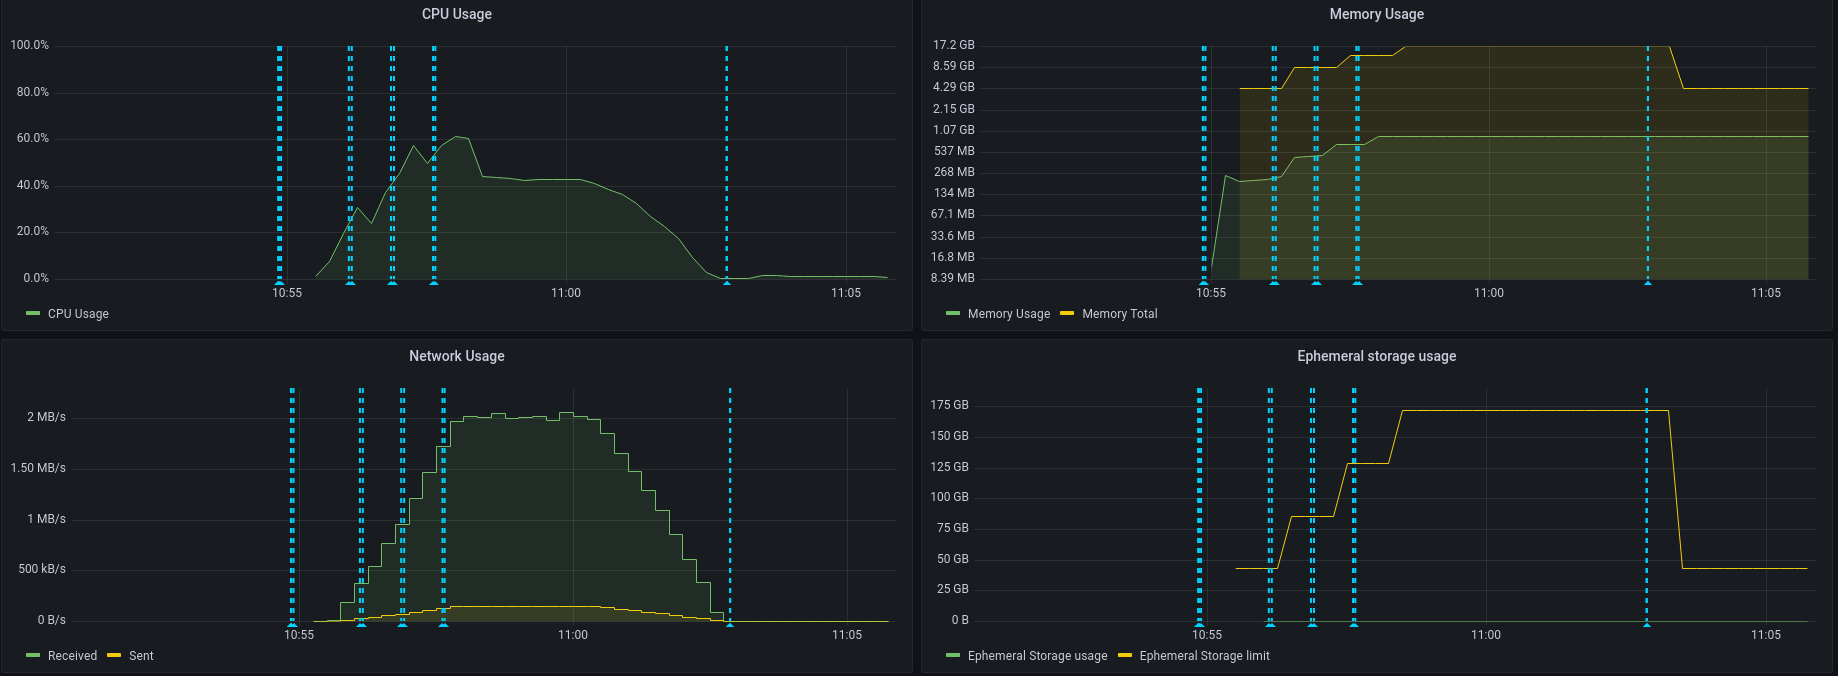 CPU Usage
100.0%
80.0%
60.0%
40.0%
20.0%
0.0%
10:55 11:00 11:05
CPU Usage
Memory Usage
17.2 GB
8.59 GB
4.29 GB
2.15 GB
1.07 GB
537 MB
268 MB
134 MB
67.1 MB
33.6 MB
16.8 MB
8.39 MB
10:55 11:00 11:05
Memory Usage Memory Total
Network Usage
2 MB/s
1.50 MB/s
1 MB/s
500 kB/s
0 B/s
10:55 11:00 11:05
Received Sent
Ephemeral storage usage
175 GB
150 GB
125 GB
100 GB
75 GB
50 GB
25 GB
0 B
10:55 11:00 11:05
Ephemeral Storage usage Ephemeral Storage limit